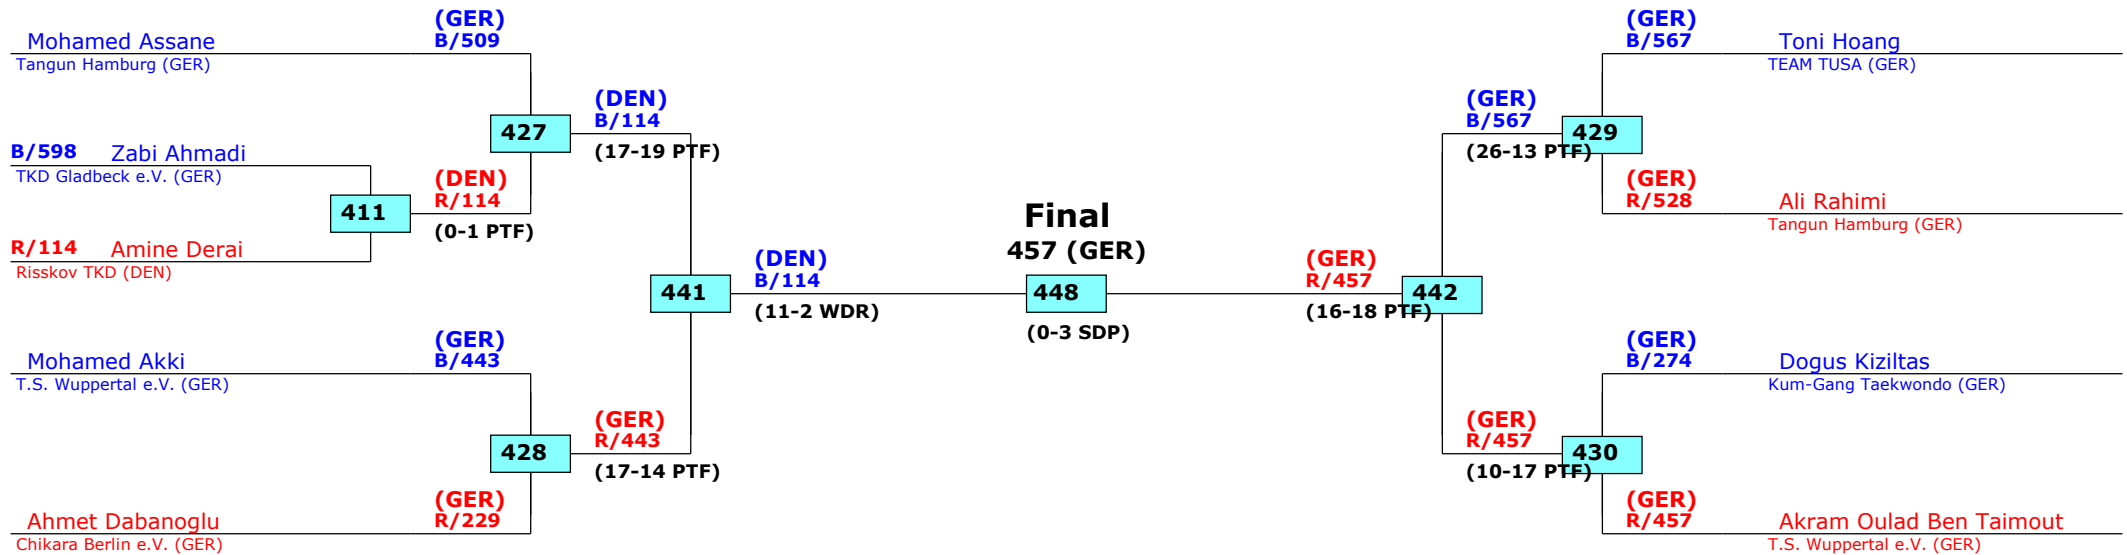 (GER)
B/509
Mohamed Assane
Tangun Hamburg (GER)
427
B/598 Zabi Ahmadi
TKD Gladbeck e.V. (GER)
411
(DEN)
R/114
(0-1 PTF)
R/114 Amine Derai
Risskov TKD (DEN)
(DEN)
B/114
(17-19 PTF)
441
(GER)
B/443
Mohamed Akki
T.S. Wuppertal e.V. (GER)
428
(GER)
R/443
(17-14 PTF)
(GER)
R/229
Ahmet Dabanoglu
Chikara Berlin e.V. (GER)
(DEN)
B/114
(11-2 WDR)
Final
457 (GER)
448
(0-3 SDP)
(GER)
R/457
(16-18 PTF)
442
(GER)
B/567
(26-13 PTF)
429
(GER)
B/567
Toni Hoang
TEAM TUSA (GER)
(GER)
R/528
Ali Rahimi
Tangun Hamburg (GER)
(GER)
R/457
(10-17 PTF)
430
(GER)
B/274
Dogus Kiziltas
Kum-Gang Taekwondo (GER)
(GER)
R/457
Akram Oulad Ben Taimout
T.S. Wuppertal e.V. (GER)